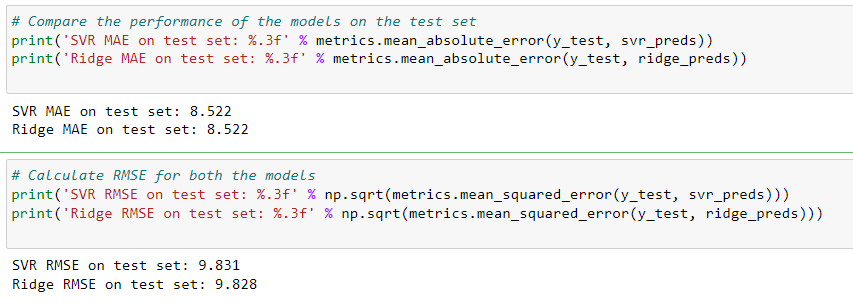 # Compare the performance of the models on the test set
print('SVR MAE on test set: %.3f' % metrics.mean_absolute_error(y_test, svr_preds))
print('Ridge MAE on test set: %.3f' % metrics.mean_absolute_error(y_test, ridge_preds))
SVR MAE on test set: 8.522
Ridge MAE on test set: 8.522
# Calculate RMSE for both the models
print('SVR RMSE on test set: %.3f' % np.sqrt(metrics.mean_squared_error(y_test, svr_preds)))
print('Ridge RMSE on test set: %.3f' % np.sqrt(metrics.mean_squared_error(y_test, ridge_preds)))
SVR RMSE on test set: 9.831
Ridge RMSE on test set: 9.828